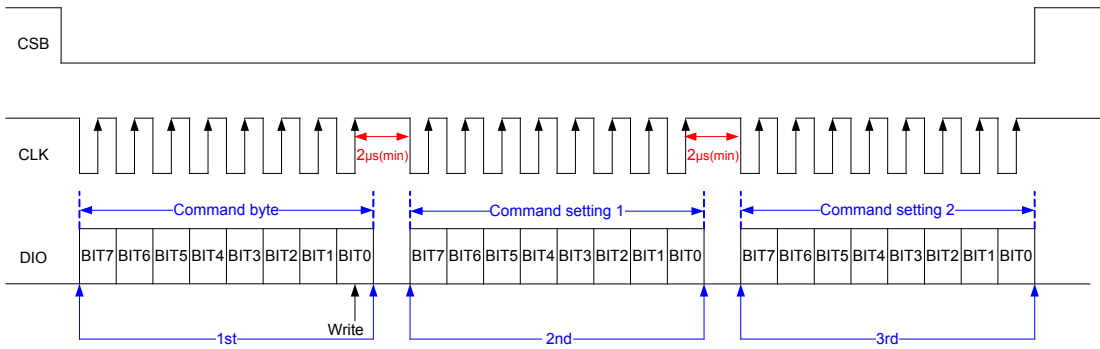 CSB
CLK
2µs(min)
2µs(min)
Command byte
Command setting 1
Command setting 2
DIO
BIT7 BIT6 BIT5 BIT4 BIT3 BIT2 BIT1 BIT0
BIT7 BIT6 BIT5 BIT4 BIT3 BIT2 BIT1 BIT0
BIT7 BIT6 BIT5 BIT4 BIT3 BIT2 BIT1 BIT0
Write
1st
2nd
3rd